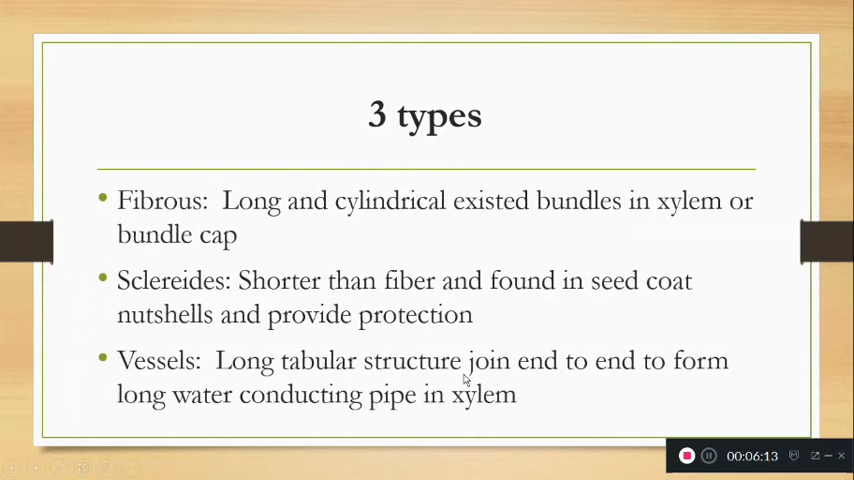 3 types
• Fibrous: Long and cylindrical existed bundles in xylem or
bundle cap
• Sclereides: Shorter than fiber and found in seed coat
nutshells and provide protection
• Vessels: Long tabular structure join end to end to form
long water conducting pipe in xylem
00:06:13